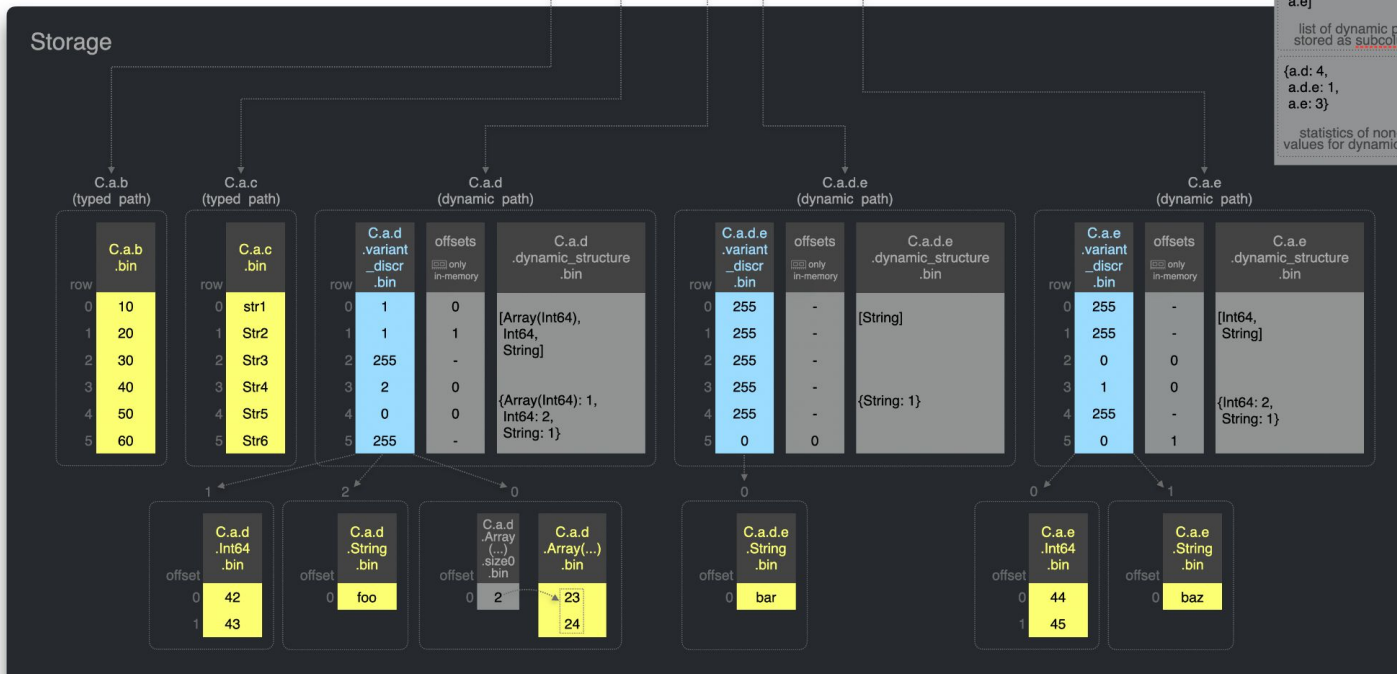 a.e]
list of dynamic
stored as
{a.d: 4,
a.d.e: 1,
a.e: 3}
statistics of non
values for
Storage
C.a.b
(typed path)
C.a.c
(typed path)
C.a.d
(dynamic path)
C.a.d.e
(dynamic path)
C.a.e
(dynamic path)
row
C.a.b
.bin
0 10
1 20
2 30
3 40
4 50
5 60
row
C.a.c
.bin
0 str1
1 Str2
2 Str3
3 Str4
4 Str5
5 Str6
row
C.a.d
.variant
_discr
.bin
offsets
only
in-memory
C.a.d
.dynamic_structure
.bin
0 1 0
1 1 1
2 255 -
3 2 0
4 0 0
5 255 -
[Array(Int64),
Int64,
String]
{Array(Int64): 1,
Int64: 2,
String: 1}
row
C.a.d.e
.variant
_discr
.bin
offsets
only
in-memory
C.a.d.e
.dynamic_structure
.bin
0 255 -
1 255 -
2 255 -
3 255 -
4 255 -
5 0 0
[String]
{String: 1}
row
C.a.e
.variant
_discr
.bin
offsets
only
in-memory
C.a.e
.dynamic_structure
.bin
0 255 -
1 255 -
2 0 0
3 1 0
4 255 -
5 0 1
[Int64,
String]
{Int64: 2,
String: 1}
1
2
0
0
0
1
offset
C.a.d
.Int64
.bin
0 42
1 43
offset
C.a.d
.String
.bin
0 foo
offset
C.a.d
.Array
(...)
.size0
.bin
0 2
C.a.d
.Array(...)
.bin
23
24
offset
C.a.d.e
.String
.bin
0 bar
offset
C.a.e
.Int64
.bin
0 44
1 45
offset
C.a.e
.String
.bin
0 baz